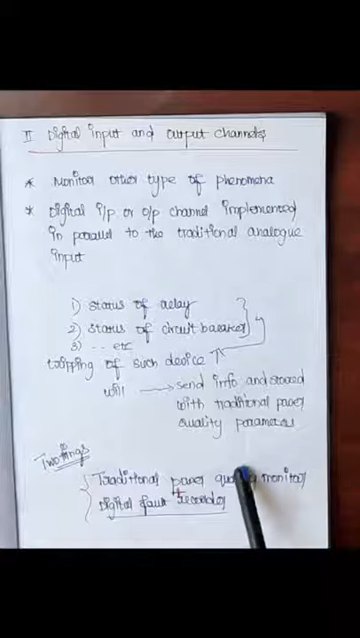 II Digital input and output channels
* Monitor other type of phenomena
* Digital i/p or o/p channel implemented
in parallel to the traditional analogue
input
1) status of relay
2) status of circuit breaker
3) .. etc
tripping of such device
will → send info and stored
with traditional power
quality parameters
Two things
Traditional power quality monitor
Digital fault recorder